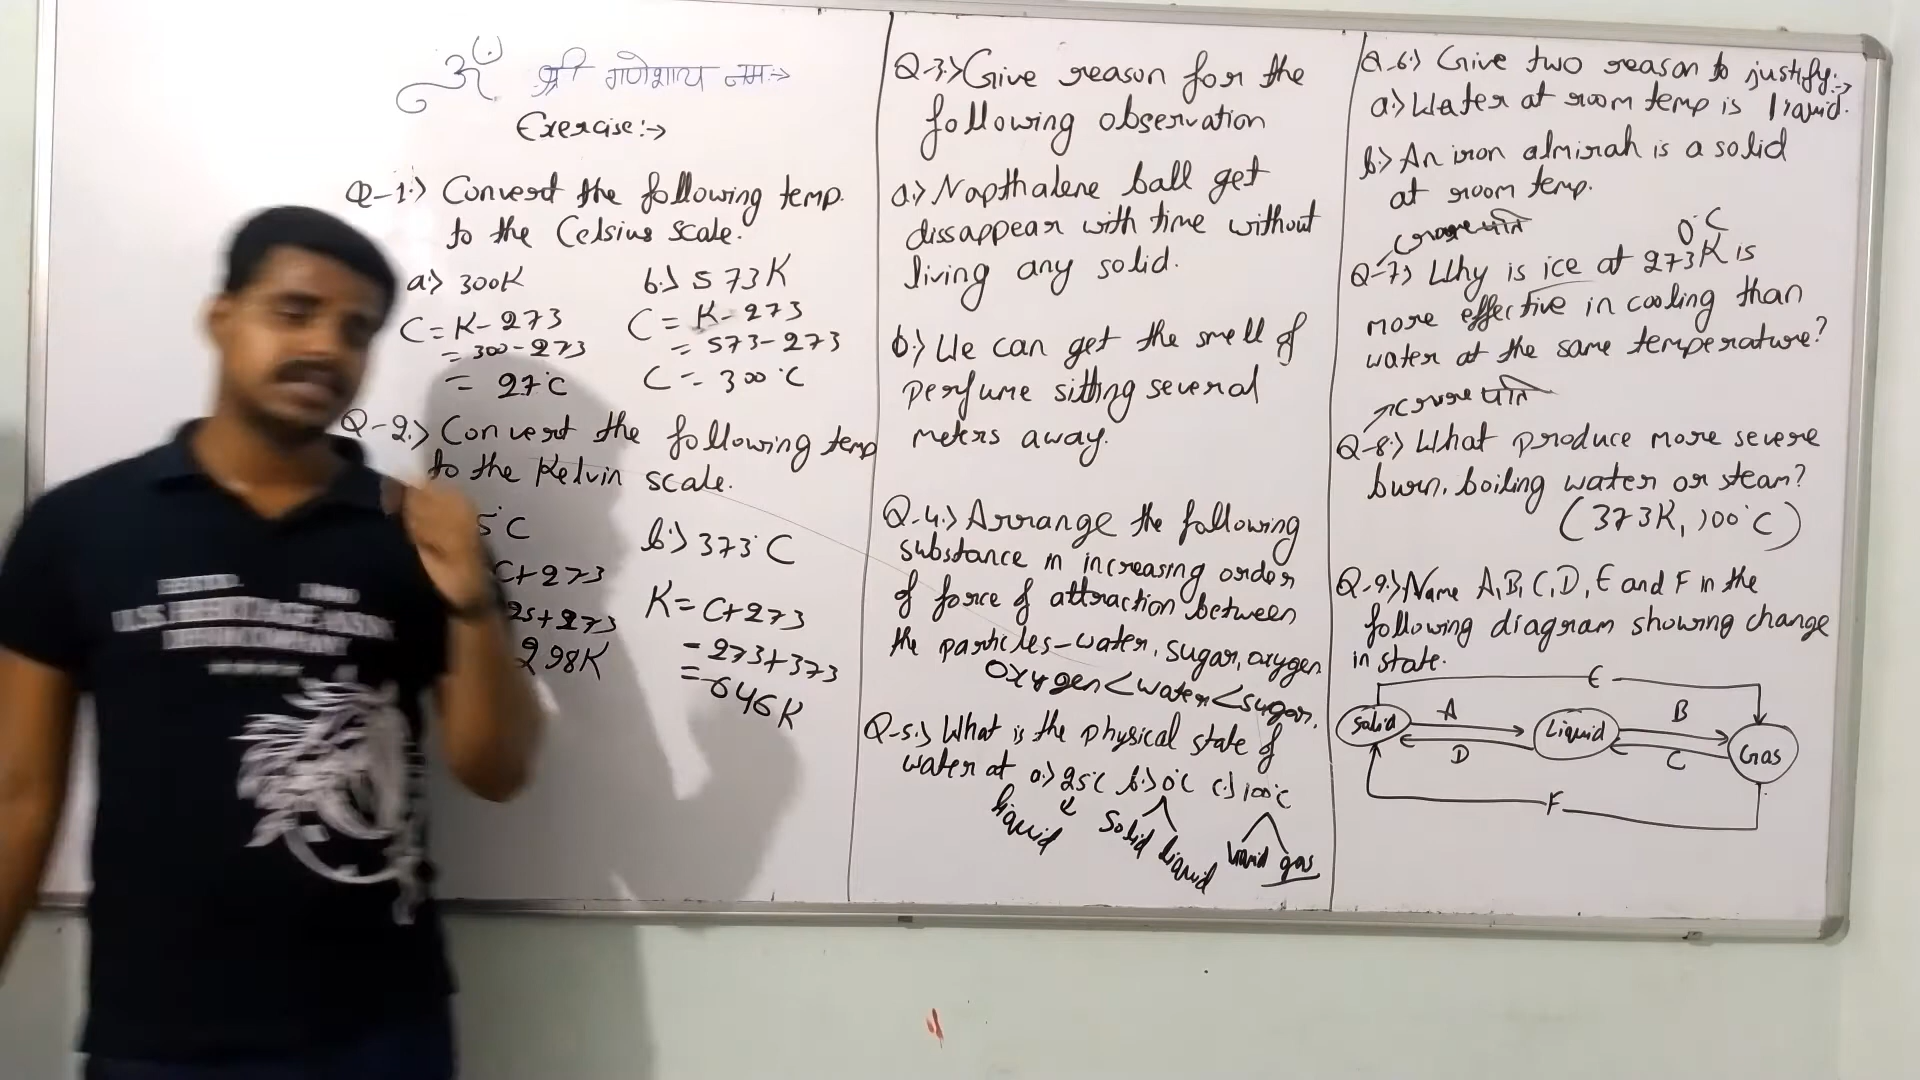 ॐ श्री गणेशाय नमः→
Exercise:→
Q-1.> Convert the following temp.
to the Celsius scale.
a.> 300K
b.> 573K
C = K-273
= 300-273
= 27°C
C = K-273
= 573-273
C = 300°C
Q-2.> Convert the following temp
to the Kelvin scale.
5°C
C+273
25+273
298K
b.> 373°C
K = C+273
= 273+373
= 646K
Q-3.> Give reason for the
following observation
a.> Napthalene ball get
dissappear with time without
living any solid.
b.> We can get the smell of
perfume sitting several
meters away.
Q-4.> Arrange the following
substance in increasing order
of force of attraction between
the particles-water, sugar, oxygen.
Oxygen<water<sugar.
Q-5.> What is the physical state of
water at a.> 25°C b.> 0°C c.> 100°C
liquid
Solid liquid
liquid gas
Q-6.> Give two reason to justify:→
a.> Water at room temp is liquid.
b.> An iron almirah is a solid
at room temp.
0°C
Q-7> Why is ice at 273K is
more effective in cooling than
water at the same temperature?
Q-8.> What produce more severe
burn, boiling water or steam?
(373K, 100°C)
Q-9.> Name A, B, C, D, E and F in the
following diagram showing change
in state.
E
Solid A Liquid B Gas
D C
F